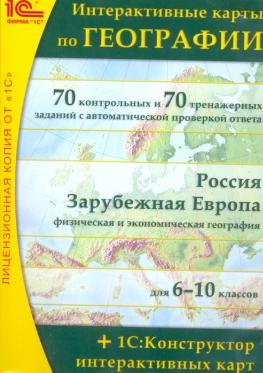 1С®
ФИРМА "1С"
ЛИЦЕНЗИОННАЯ КОПИЯ ОТ «1С»
Интерактивные карты
по ГЕОГРАФИИ
70 контрольных и 70 тренажерных
заданий с автоматической проверкой ответа
Россия
Зарубежная Европа
физическая и экономическая география
для 6–10 классов
+ 1С:Конструктор
интерактивных карт